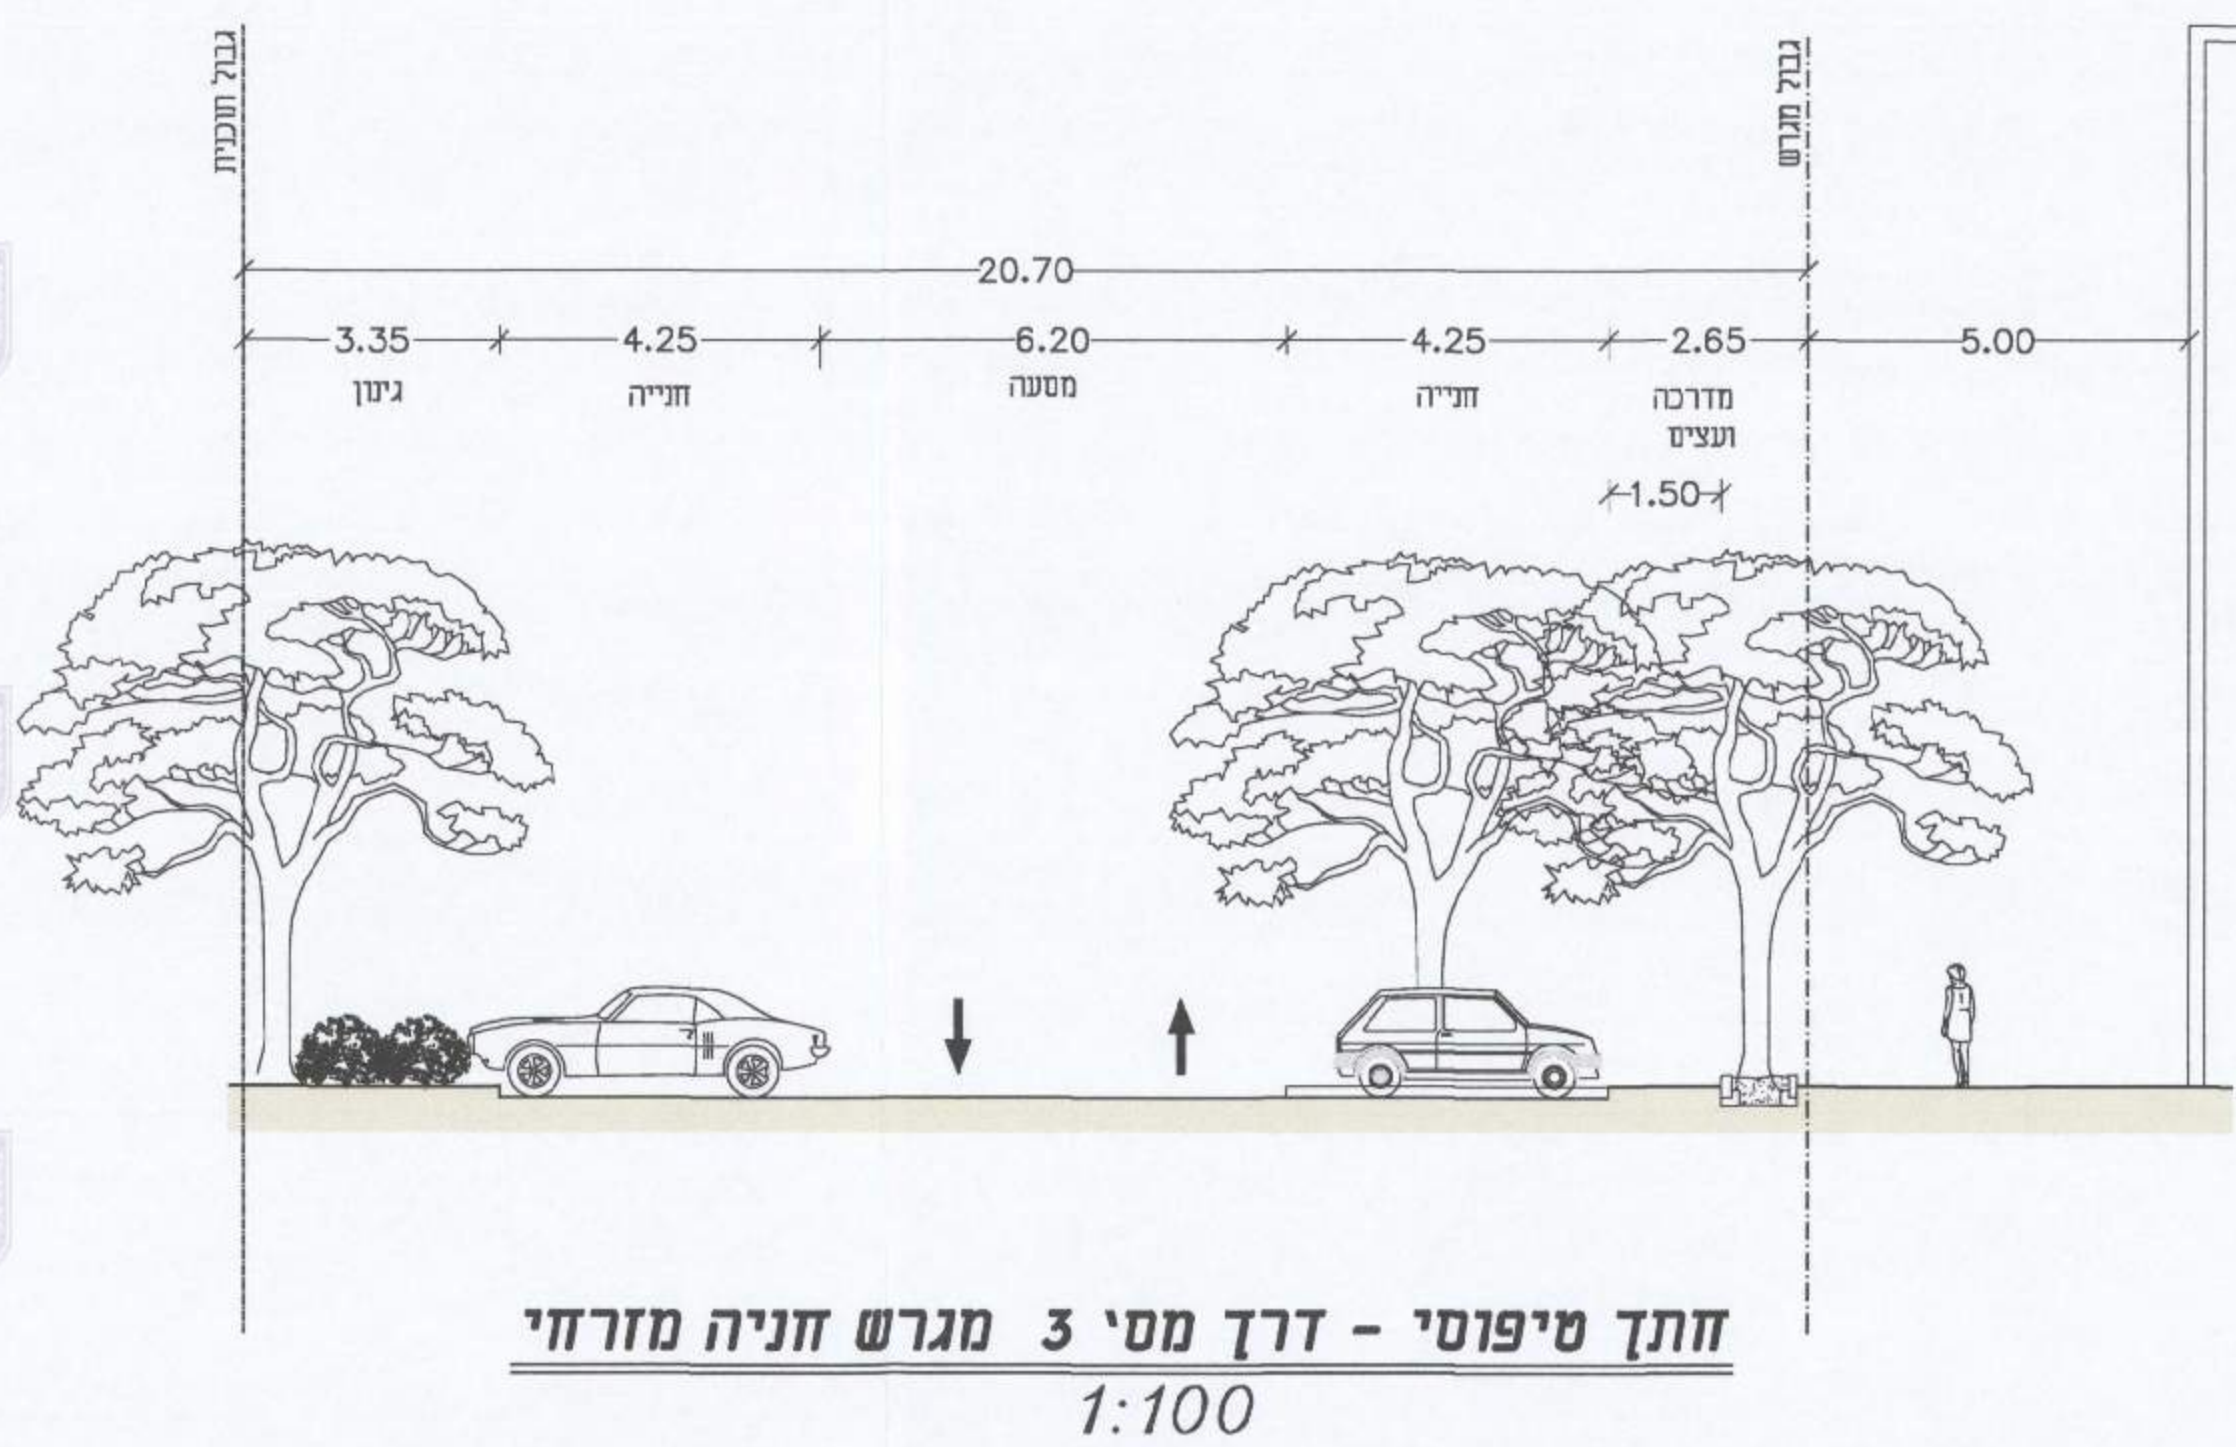 גבול תוכנית
גבול מגרש
20.70
3.35
4.25
6.20
4.25
2.65
5.00
גינון
חנייה
מסעה
חנייה
מדרכה
ועצים
1.50
חתך טיפוסי - דרך מס' 3 מגרש חניה מזרחי
1:100